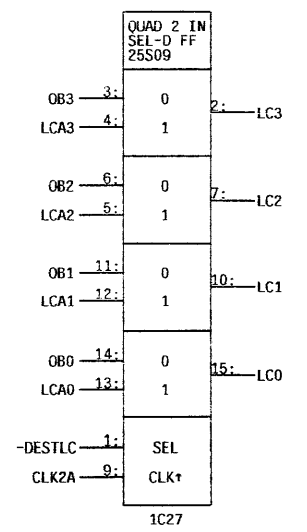 QUAD 2 IN
SEL-D FF
25S09
OB3 3: 0
2: LC3
LCA3 4: 1
OB2 6: 0
7: LC2
LCA2 5: 1
OB1 11: 0
10: LC1
LCA1 12: 1
OB0 14: 0
15: LC0
LCA0 13: 1
-DESTLC 1: SEL
CLK2A 9: CLK↑
1C27